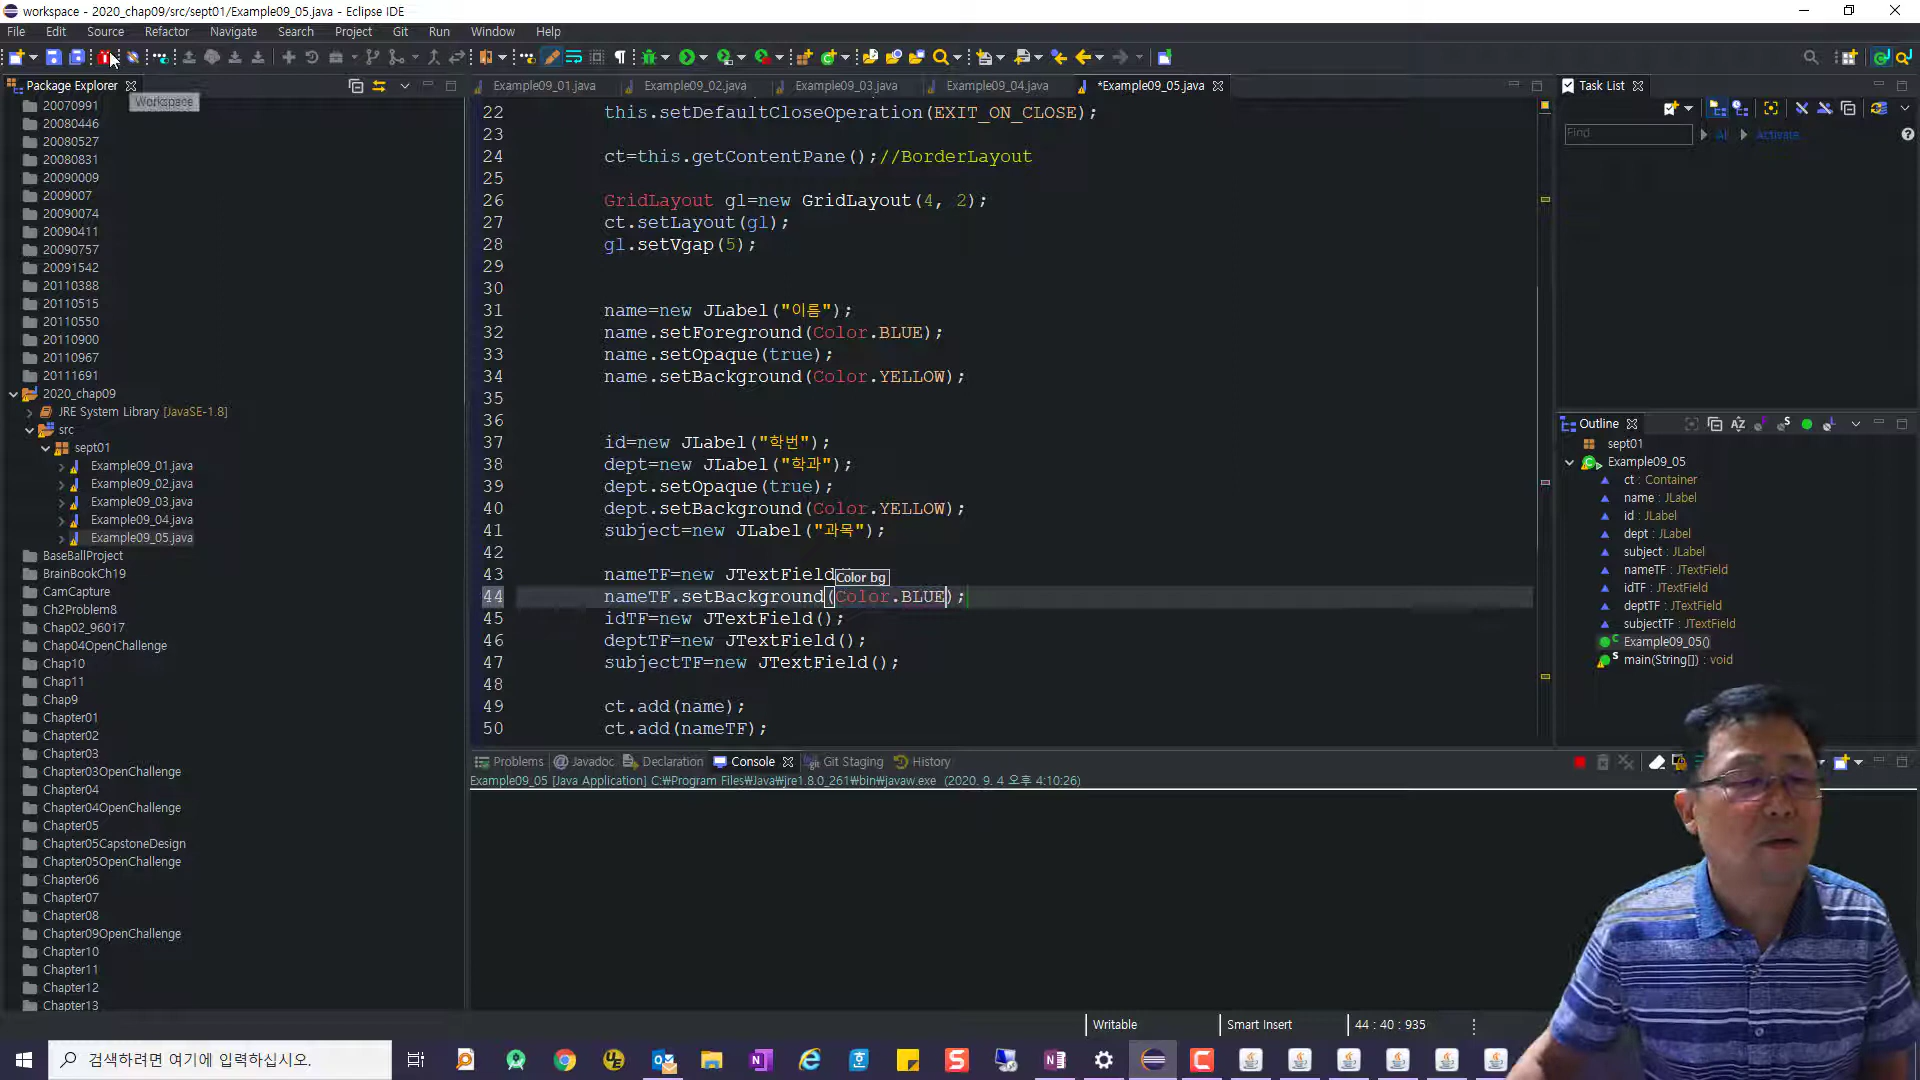 workspace - 2020_chap09/src/sept01/Example09_05.java - Eclipse IDE
File Edit Source Refactor Navigate Search Project Git Run Window Help
Package Explorer
Workspace
20070991
20080446
20080527
20080831
20090009
2009007
20090074
20090411
20090757
20091542
20110388
20110515
20110550
20110900
20110967
20111691
2020_chap09
JRE System Library [JavaSE-1.8]
src
sept01
Example09_01.java
Example09_02.java
Example09_03.java
Example09_04.java
Example09_05.java
BaseBallProject
BrainBookCh19
CamCapture
Ch2Problem8
Chap02_96017
Chap04OpenChallenge
Chap10
Chap11
Chap9
Chapter01
Chapter02
Chapter03
Chapter03OpenChallenge
Chapter04
Chapter04OpenChallenge
Chapter05
Chapter05CapstoneDesign
Chapter05OpenChallenge
Chapter06
Chapter07
Chapter08
Chapter09OpenChallenge
Chapter10
Chapter11
Chapter12
Chapter13
Example09_01.java Example09_02.java Example09_03.java Example09_04.java *Example09_05.java
22 this.setDefaultCloseOperation(EXIT_ON_CLOSE);
23
24 ct=this.getContentPane();//BorderLayout
25
26 GridLayout gl=new GridLayout(4, 2);
27 ct.setLayout(gl);
28 gl.setVgap(5);
29
30
31 name=new JLabel("이름");
32 name.setForeground(Color.BLUE);
33 name.setOpaque(true);
34 name.setBackground(Color.YELLOW);
35
36
37 id=new JLabel("학번");
38 dept=new JLabel("학과");
39 dept.setOpaque(true);
40 dept.setBackground(Color.YELLOW);
41 subject=new JLabel("과목");
42
43 nameTF=new JTextField
Color bg
44 nameTF.setBackground(Color.BLUE);
45 idTF=new JTextField();
46 deptTF=new JTextField();
47 subjectTF=new JTextField();
48
49 ct.add(name);
50 ct.add(nameTF);
Task List
Find All Activate
Outline
sept01
Example09_05
ct : Container
name : JLabel
id : JLabel
dept : JLabel
subject : JLabel
nameTF : JTextField
idTF : JTextField
deptTF : JTextField
subjectTF : JTextField
Example09_05()
main(String[]) : void
Problems Javadoc Declaration Console Git Staging History
Example09_05 [Java Application] C:₩Program Files₩Java₩jre1.8.0_261₩bin₩javaw.exe (2020. 9. 4 오후 4:10:26)
Writable Smart Insert 44 : 40 : 935
검색하려면 여기에 입력하십시오.